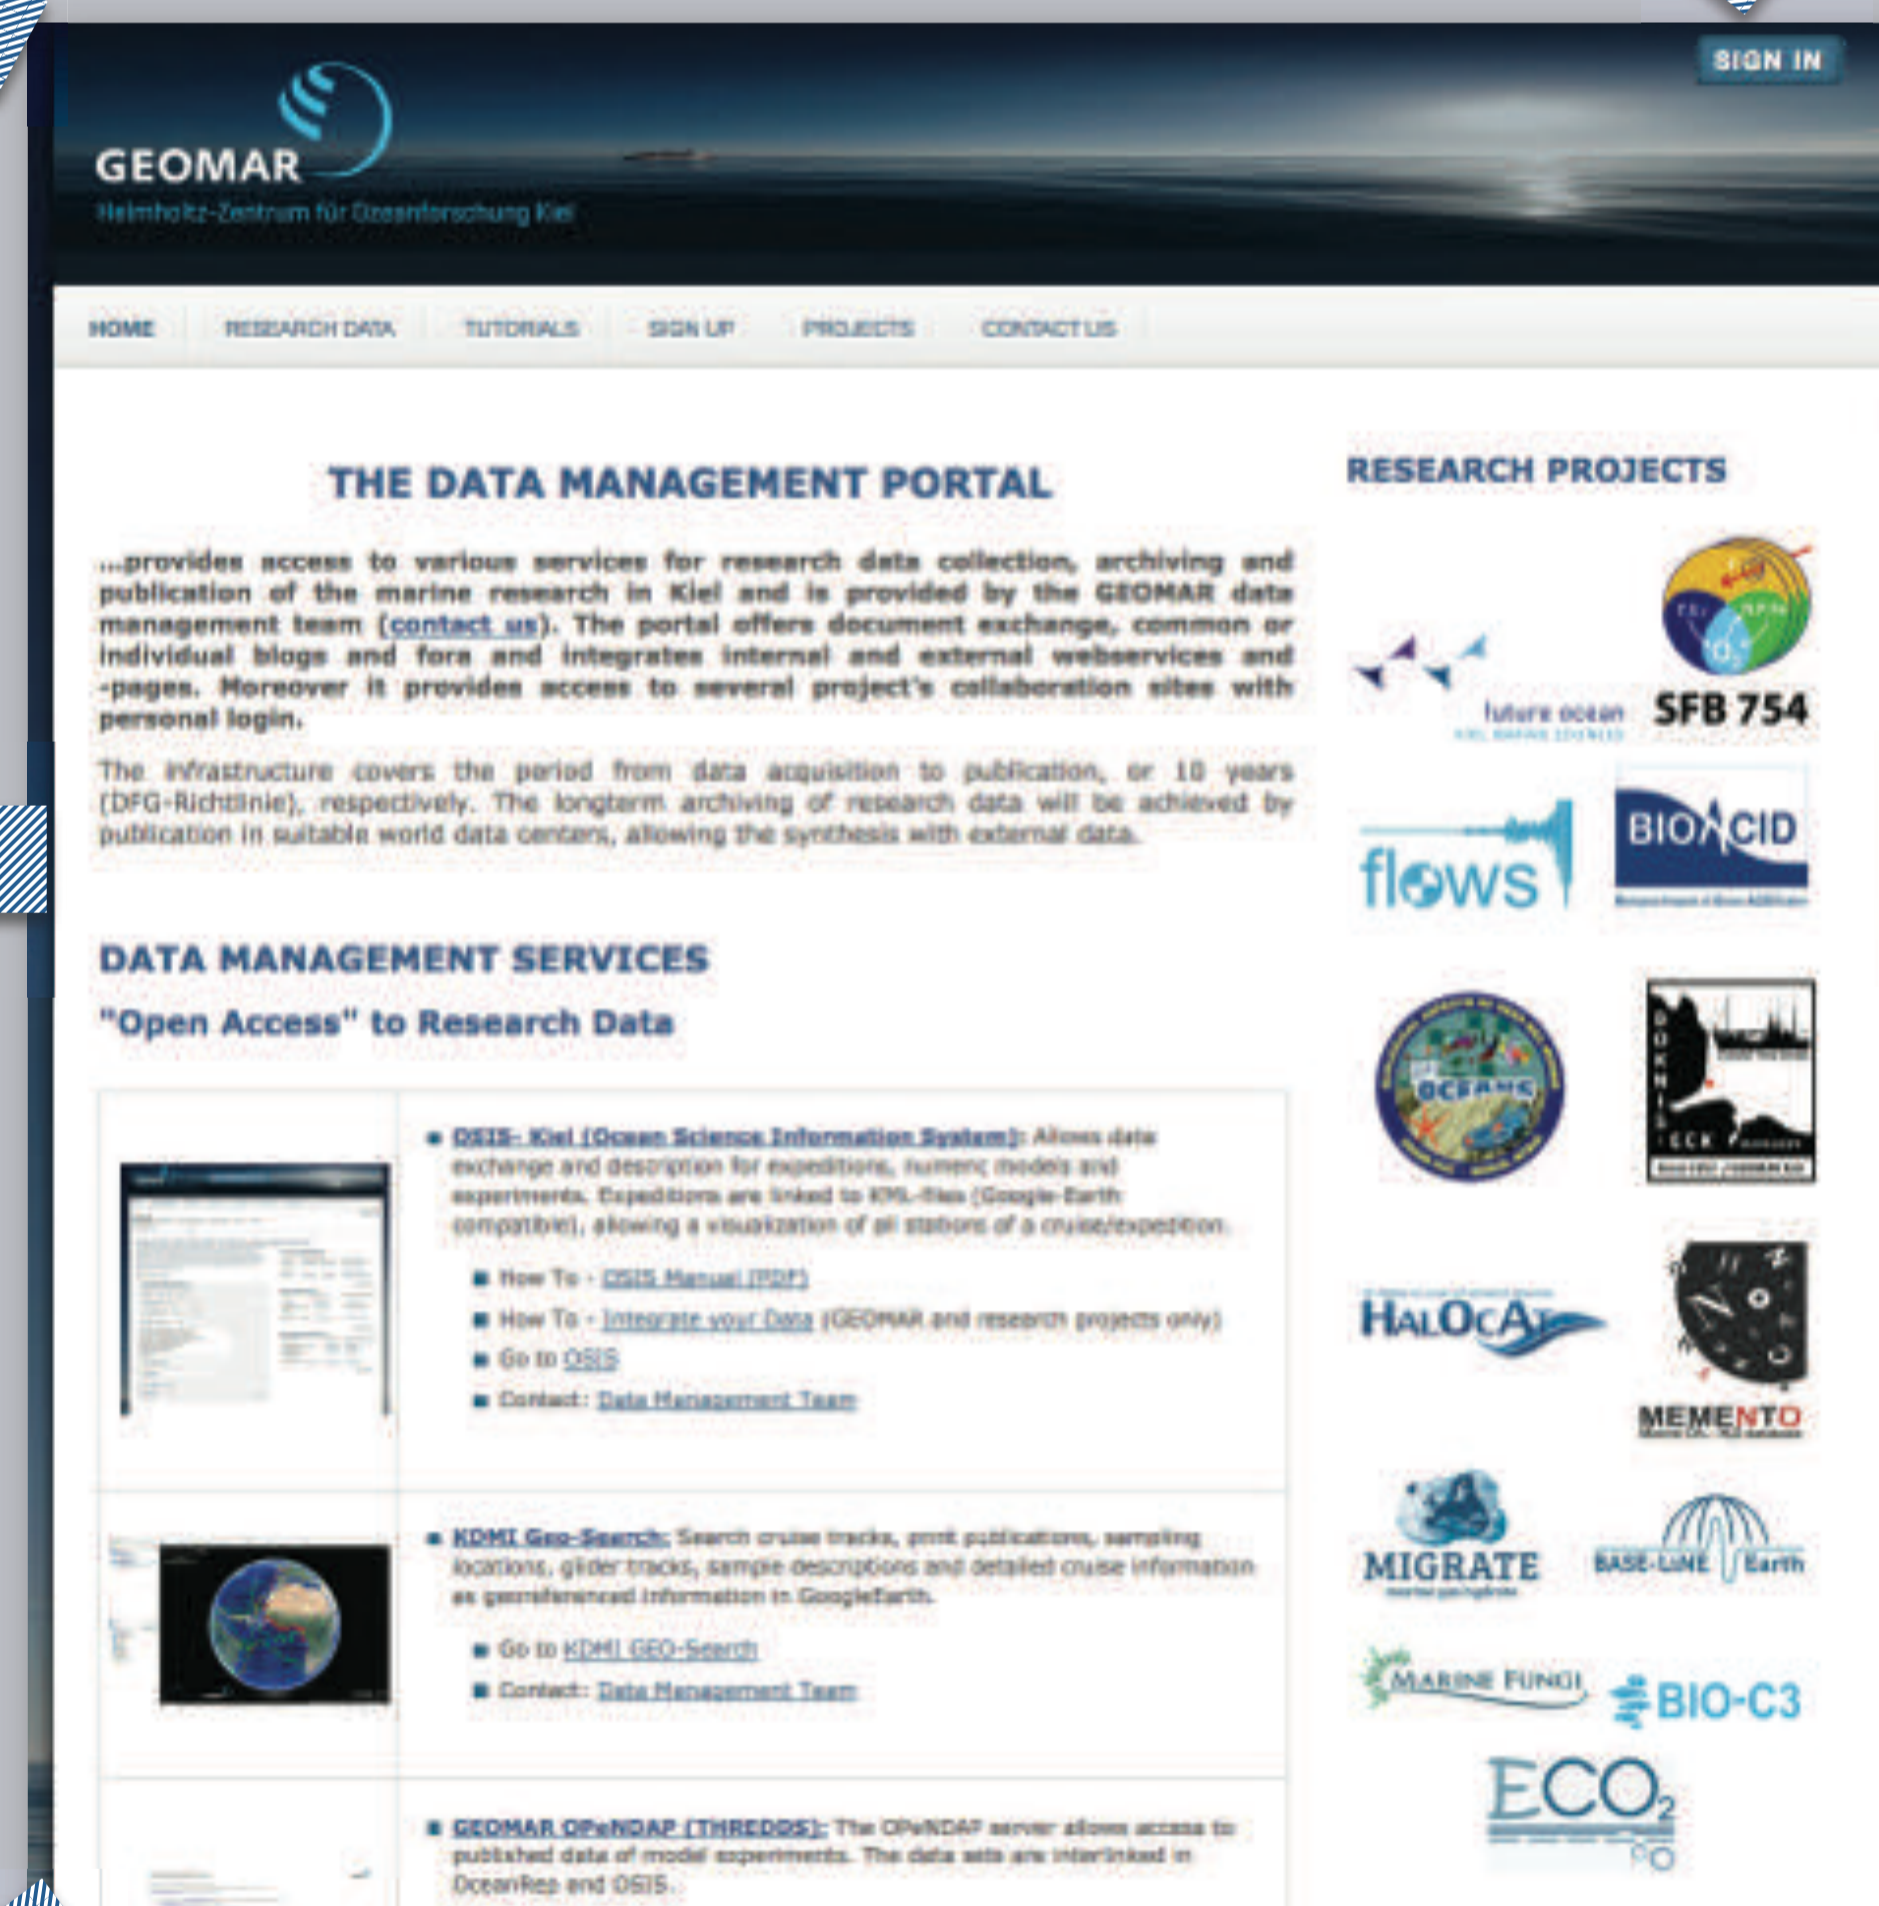 SIGN IN
GEOMAR
Helmholtz-Zentrum für Ozeanforschung Kiel
HOME
RESEARCH DATA
TUTORIALS
SIGN UP
PROJECTS
CONTACT US
THE DATA MANAGEMENT PORTAL
...provides access to various services for research data collection, archiving and
publication of the marine research in Kiel and is provided by the GEOMAR data
management team (contact us). The portal offers document exchange, common or
individual blogs and fora and integrates internal and external webservices and
-pages. Moreover it provides access to several project's collaboration sites with
personal login.
The infrastructure covers the period from data acquisition to publication, or 10 years
(DFG-Richtlinie), respectively. The longterm archiving of research data will be achieved by
publication in suitable world data centers, allowing the synthesis with external data.
DATA MANAGEMENT SERVICES
"Open Access" to Research Data
OSIS- Kiel (Ocean Science Information System): Allows data
exchange and description for expeditions, numeric models and
experiments. Expeditions are linked to KML-files (Google-Earth
compatible), allowing a visualization of all stations of a cruise/expedition.
How To - OSIS Manual (PDF)
How To - Integrate your Data (GEOMAR and research projects only)
Go to OSIS
Contact: Data Management Team
KDMI Geo-Search: Search cruise tracks, print publications, sampling
locations, glider tracks, sample descriptions and detailed cruise information
as georeferenced information in GoogleEarth.
Go to KDMI GEO-Search
Contact: Data Management Team
GEOMAR OPeNDAP (THREDDS): The OPeNDAP server allows access to
published data of model experiments. The data sets are interlinked in
OceanRep and OSIS.
RESEARCH PROJECTS
future ocean
KIEL MARINE SCIENCES
SFB 754
flows
BIOACID
OCEANS
BOKNIS
ECK
HALOCAT
MEMENTO
MIGRATE
BASE-LiNE Earth
MARINE FUNGI
BIO-C3
ECO2